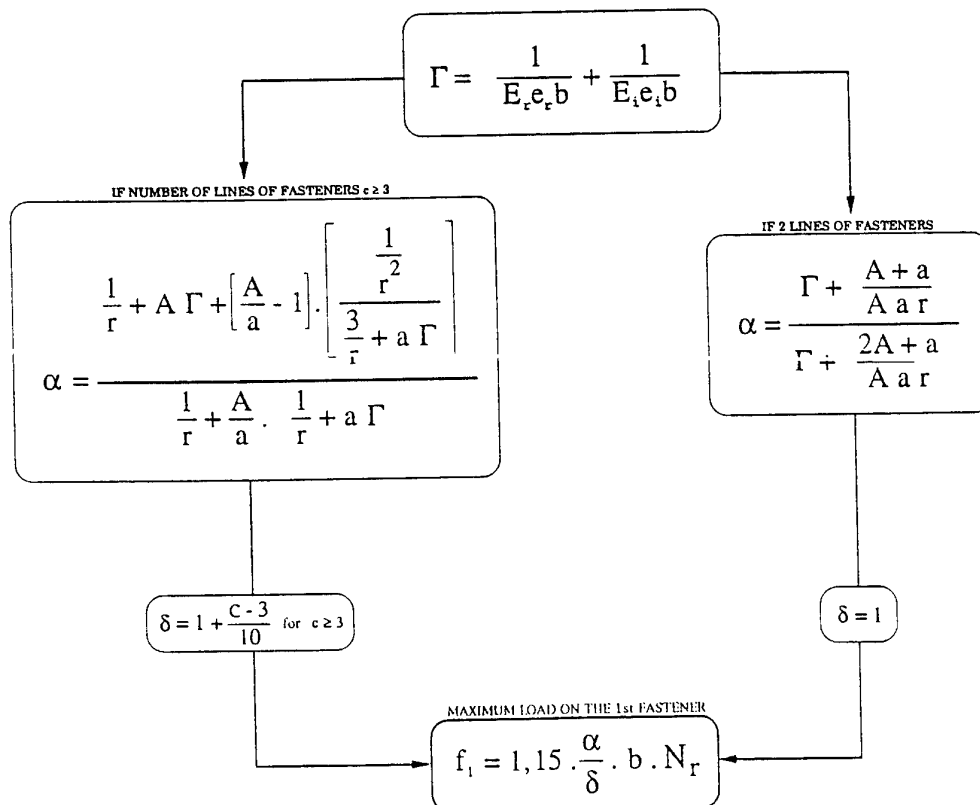 Γ = 1/(E_r e_r b) + 1/(E_i e_i b)
IF NUMBER OF LINES OF FASTENERS c ≥ 3
α = (1/r + A Γ + [A/a - 1] . [(1/r²)/(3/r + a Γ)]) / (1/r + A/a . 1/r + a Γ)
IF 2 LINES OF FASTENERS
α = (Γ + (A + a)/(A a r)) / (Γ + (2A + a)/(A a r))
δ = 1 + (C - 3)/10 for c ≥ 3
δ = 1
MAXIMUM LOAD ON THE 1st FASTENER
f₁ = 1,15 . α/δ . b . N_r